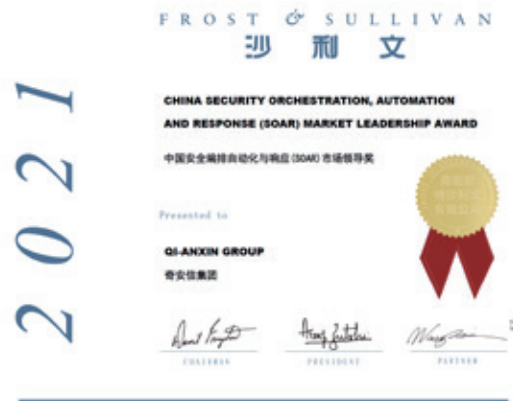 FROST & SULLIVAN
沙利文
2021
CHINA SECURITY ORCHESTRATION, AUTOMATION
AND RESPONSE (SOAR) MARKET LEADERSHIP AWARD
中国安全编排自动化与响应(SOAR)市场领导奖
Presented to
QI-ANXIN GROUP
奇安信集团
CHAIRMAN
PRESIDENT
PARTNER